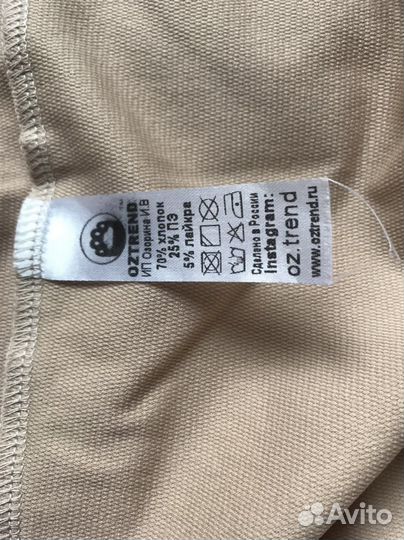 OZTREND
ИП Озорина И.В
70% хлопок
25% ПЭ
5% лайкра
Сделано в России
Instagram:
oz.trend
www.oztrend.ru
Avito